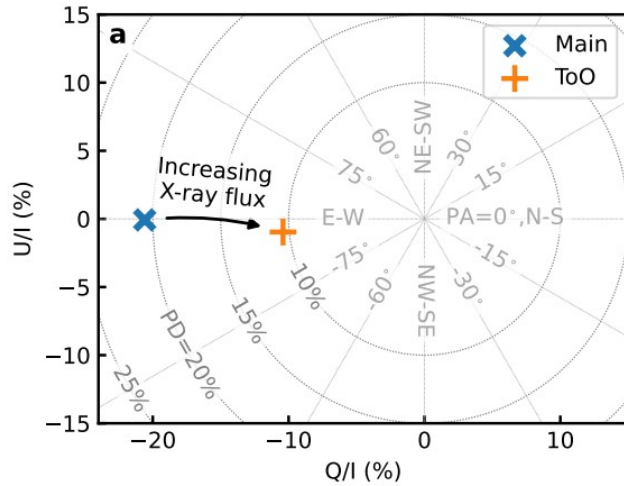 a
Main
ToO
Increasing
X-ray flux
NE-SW
60°
30°
75°
15°
E-W
PA=0°,N-S
-75°
-15°
-60°
-30°
NW-SE
10%
15%
PD=20%
25%
15
10
5
0
−5
−10
−15
U/I (%)
−20
−10
0
10
Q/I (%)